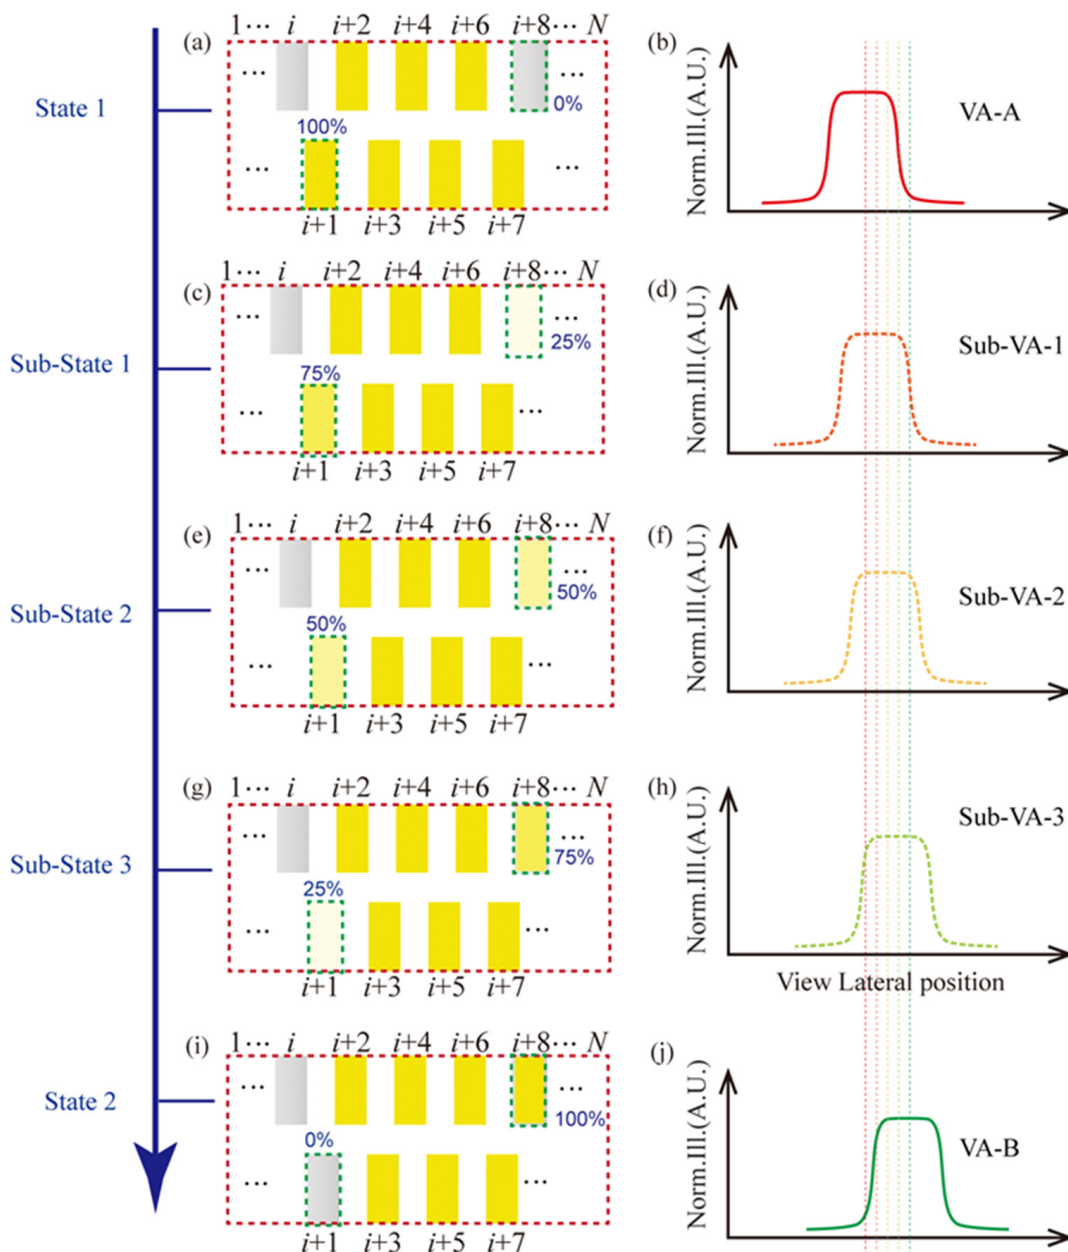 (a)
1··· i i+2 i+4 i+6 i+8··· N
State 1
··· ···
0%
100%
··· ···
i+1 i+3 i+5 i+7
(b)
Norm.Ill.(A.U.)
VA-A
(c)
1··· i i+2 i+4 i+6 i+8··· N
Sub-State 1
··· ···
25%
75%
··· ···
i+1 i+3 i+5 i+7
(d)
Norm.Ill.(A.U.)
Sub-VA-1
(e)
1··· i i+2 i+4 i+6 i+8··· N
Sub-State 2
··· ···
50%
50%
··· ···
i+1 i+3 i+5 i+7
(f)
Norm.Ill.(A.U.)
Sub-VA-2
(g)
1··· i i+2 i+4 i+6 i+8··· N
Sub-State 3
··· ···
75%
25%
··· ···
i+1 i+3 i+5 i+7
(h)
Norm.Ill.(A.U.)
Sub-VA-3
View Lateral position
(i)
1··· i i+2 i+4 i+6 i+8··· N
State 2
··· ···
100%
0%
··· ···
i+1 i+3 i+5 i+7
(j)
Norm.Ill.(A.U.)
VA-B